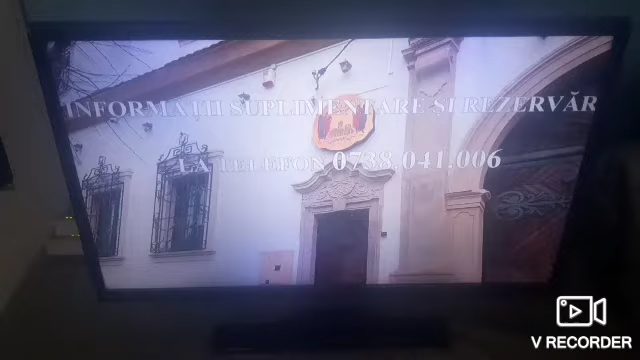 INFORMAȚII SUPLIMENTARE ȘI REZERVĂR
LA TELEFON 0738.041.006
V RECORDER